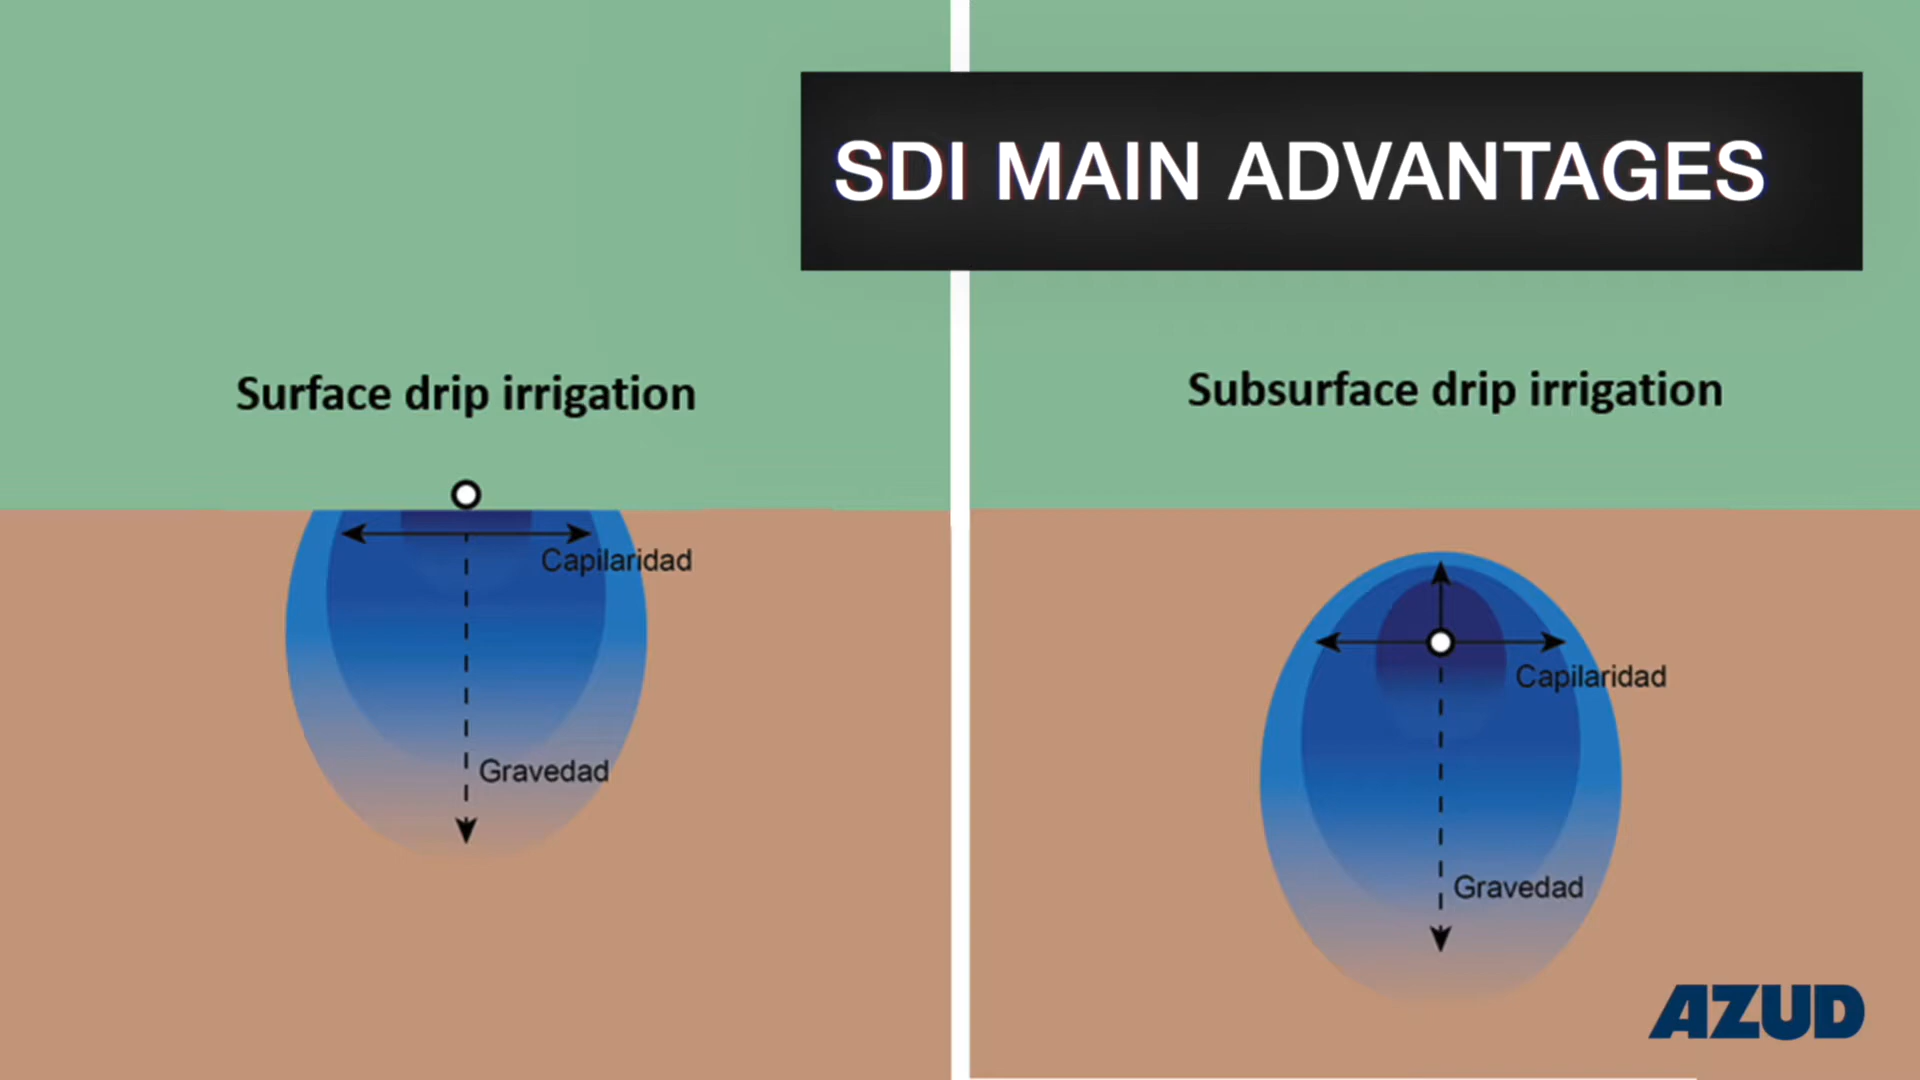 SDI MAIN ADVANTAGES
Surface drip irrigation
Capilaridad
Gravedad
Subsurface drip irrigation
Capilaridad
Gravedad
AZUD